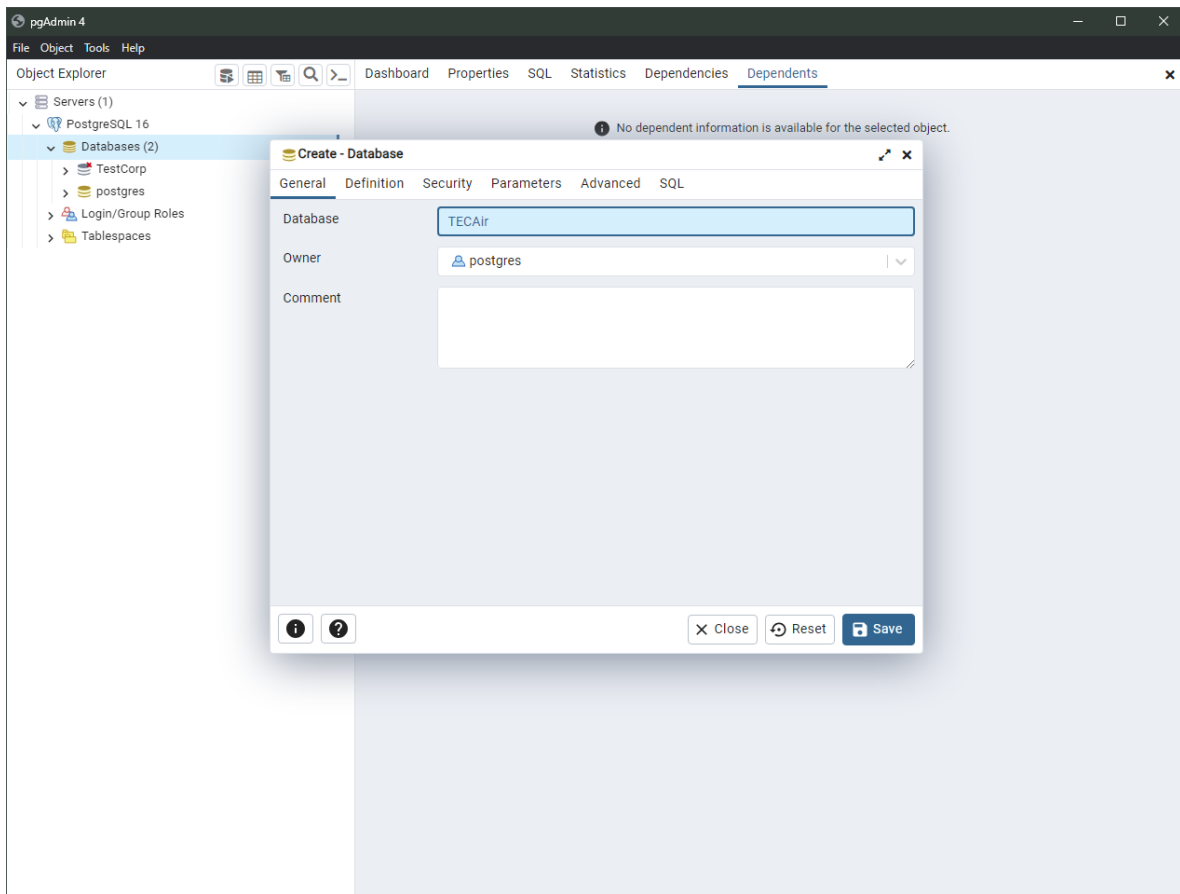 pgAdmin 4
File Object Tools Help
Object Explorer
Dashboard Properties SQL Statistics Dependencies Dependents
Servers (1)
PostgreSQL 16
No dependent information is available for the selected object.
Databases (2)
TestCorp
postgres
Login/Group Roles
Tablespaces
Create - Database
General Definition Security Parameters Advanced SQL
Database TECAir
Owner postgres
Comment
Close Reset Save